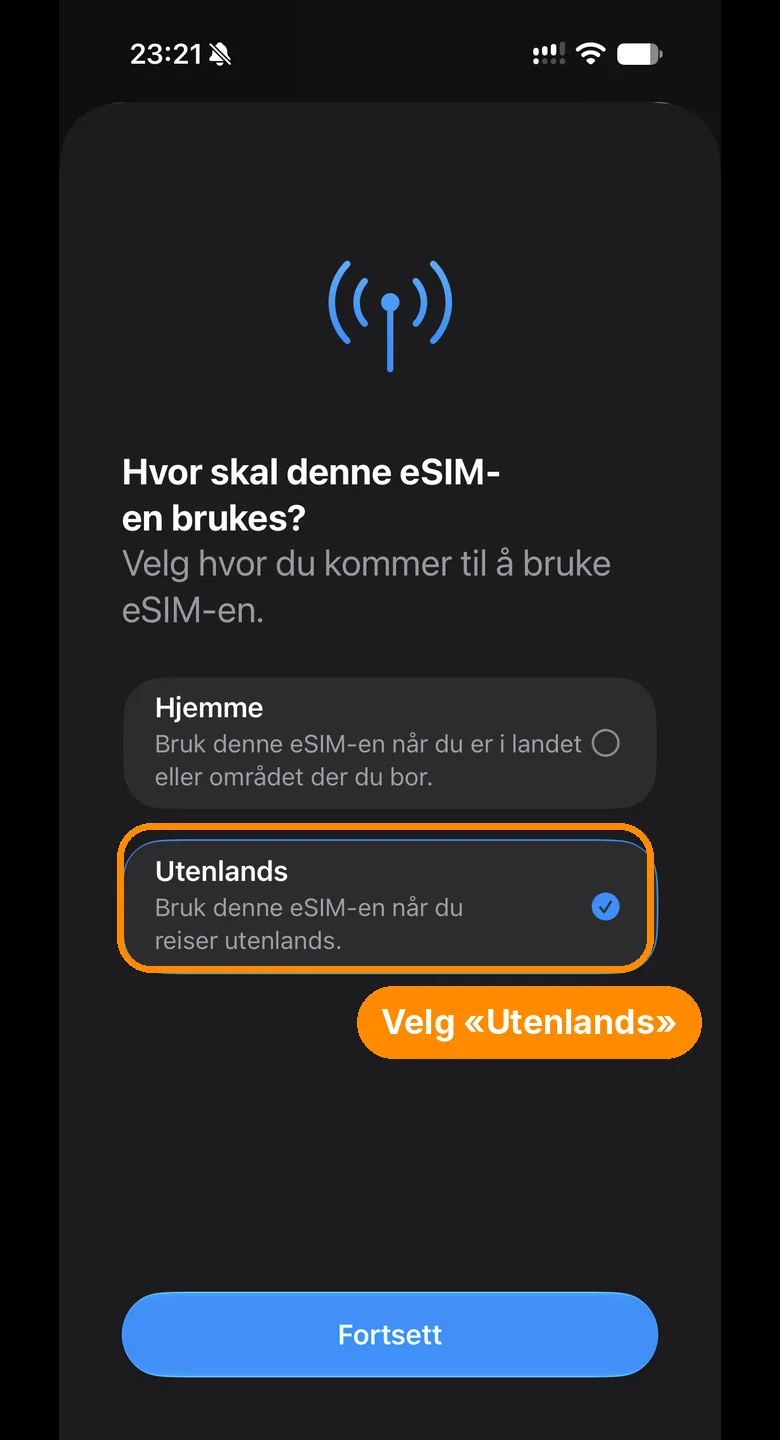 23:21
Hvor skal denne eSIM-
en brukes?
Velg hvor du kommer til å bruke
eSIM-en.
Hjemme
Bruk denne eSIM-en når du er i landet
eller området der du bor.
Utenlands
Bruk denne eSIM-en når du
reiser utenlands.
Velg «Utenlands»
Fortsett